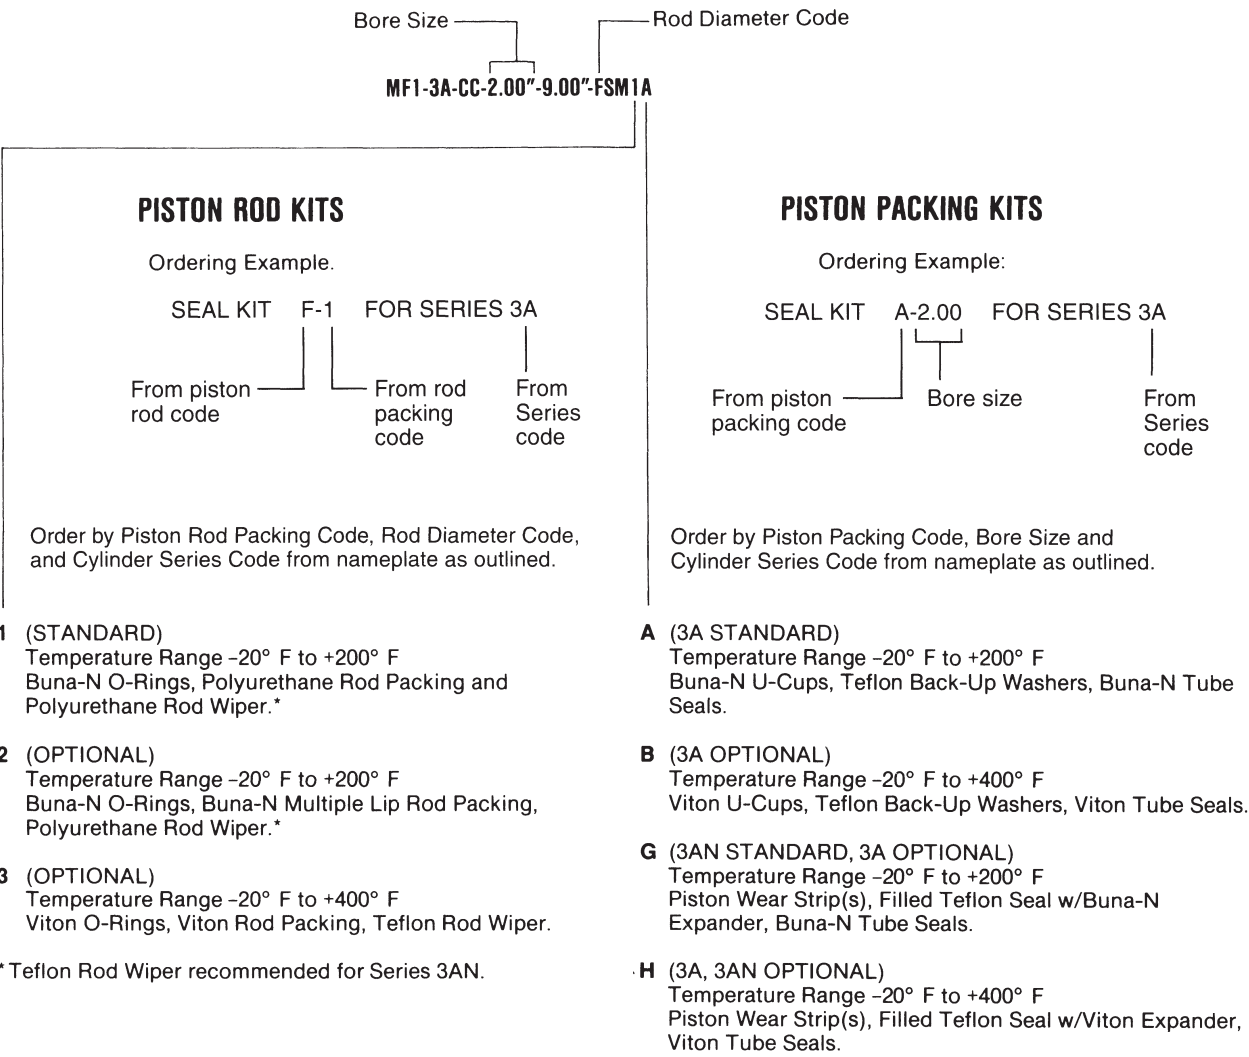 Bore Size
Rod Diameter Code
MF1-3A-CC-2.00"-9.00"-FSM1A
PISTON ROD KITS
Ordering Example.
SEAL KIT F-1 FOR SERIES 3A
From piston
rod code
From rod
packing
code
From
Series
code
Order by Piston Rod Packing Code, Rod Diameter Code,
and Cylinder Series Code from nameplate as outlined.
1 (STANDARD)
Temperature Range –20° F to +200° F
Buna-N O-Rings, Polyurethane Rod Packing and
Polyurethane Rod Wiper.*
2 (OPTIONAL)
Temperature Range –20° F to +200° F
Buna-N O-Rings, Buna-N Multiple Lip Rod Packing,
Polyurethane Rod Wiper.*
3 (OPTIONAL)
Temperature Range –20° F to +400° F
Viton O-Rings, Viton Rod Packing, Teflon Rod Wiper.
* Teflon Rod Wiper recommended for Series 3AN.
PISTON PACKING KITS
Ordering Example:
SEAL KIT A-2.00 FOR SERIES 3A
From piston
packing code
Bore size
From
Series
code
Order by Piston Packing Code, Bore Size and
Cylinder Series Code from nameplate as outlined.
A (3A STANDARD)
Temperature Range –20° F to +200° F
Buna-N U-Cups, Teflon Back-Up Washers, Buna-N Tube
Seals.
B (3A OPTIONAL)
Temperature Range –20° F to +400° F
Viton U-Cups, Teflon Back-Up Washers, Viton Tube Seals.
G (3AN STANDARD, 3A OPTIONAL)
Temperature Range –20° F to +200° F
Piston Wear Strip(s), Filled Teflon Seal w/Buna-N
Expander, Buna-N Tube Seals.
H (3A, 3AN OPTIONAL)
Temperature Range –20° F to +400° F
Piston Wear Strip(s), Filled Teflon Seal w/Viton Expander,
Viton Tube Seals.